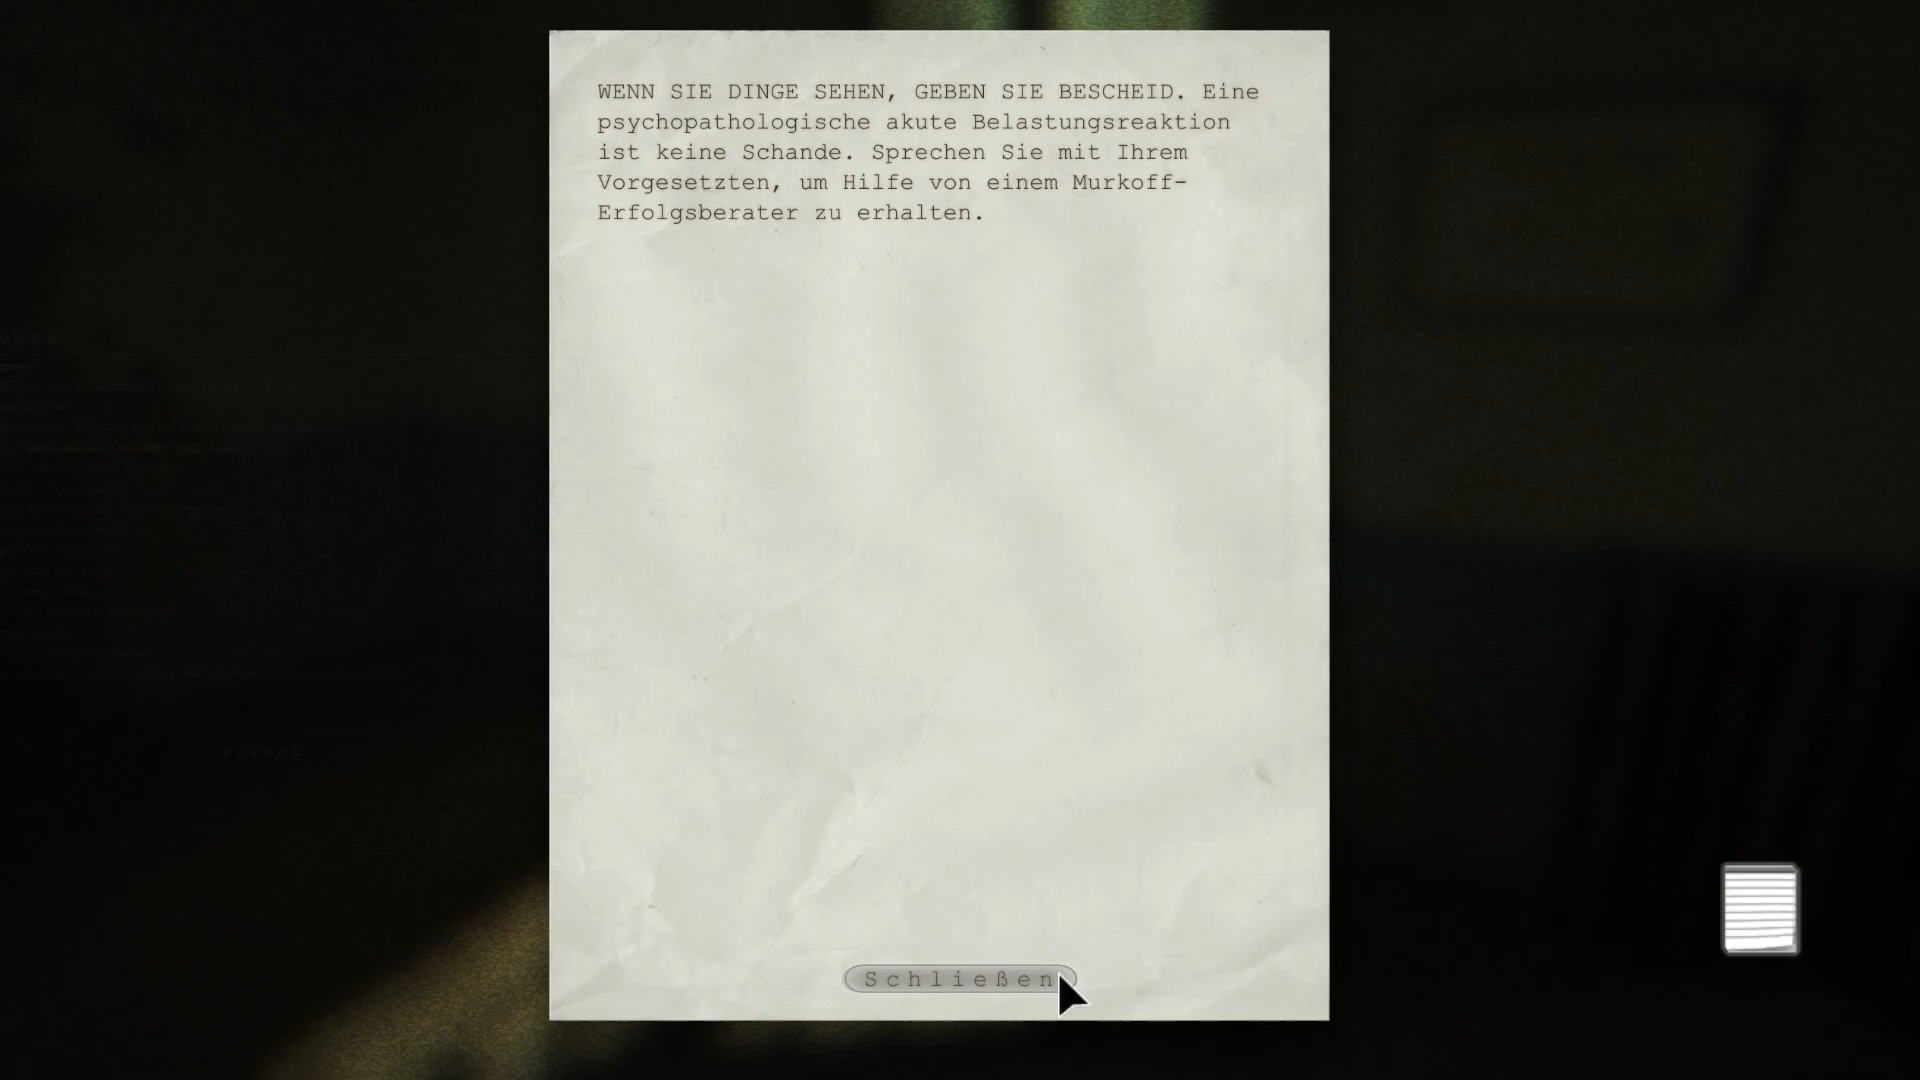 WENN SIE DINGE SEHEN, GEBEN SIE BESCHEID. Eine
psychopathologische akute Belastungsreaktion
ist keine Schande. Sprechen Sie mit Ihrem
Vorgesetzten, um Hilfe von einem Murkoff-
Erfolgsberater zu erhalten.
Zurück
Schließen